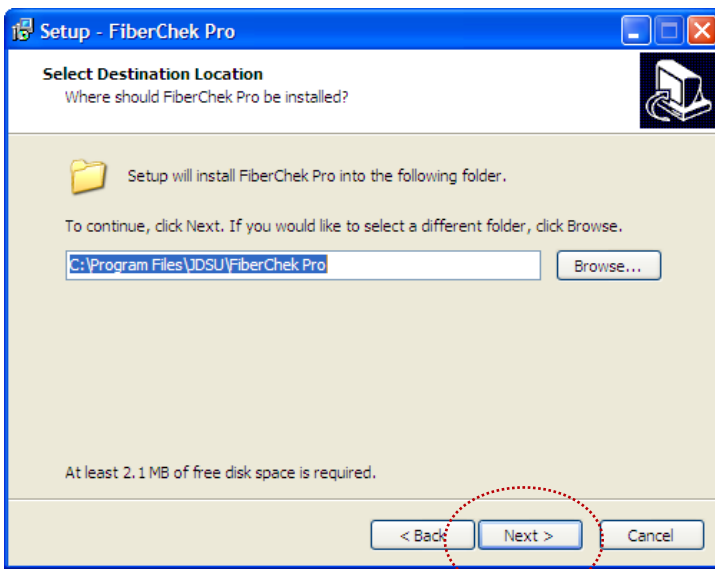 Setup - FiberChek Pro
Select Destination Location
Where should FiberChek Pro be installed?
Setup will install FiberChek Pro into the following folder.
To continue, click Next. If you would like to select a different folder, click Browse.
C:\Program Files\JDSU\FiberChek Pro
Browse...
At least 2.1 MB of free disk space is required.
< Back
Next >
Cancel